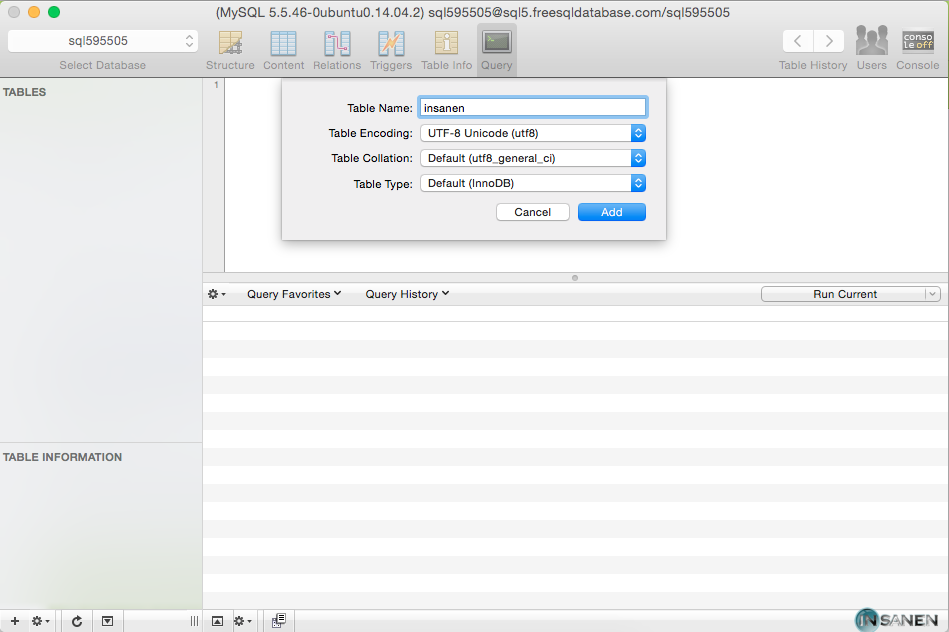 (MySQL 5.5.46-0ubuntu0.14.04.2) sql595505@sql5.freesqldatabase.com/sql595505
sql595505
Select Database
Structure
Content
Relations
Triggers
Table Info
Query
Table History
Users
conso
le off
Console
TABLES
1
Table Name: insanen
Table Encoding: UTF-8 Unicode (utf8)
Table Collation: Default (utf8_general_ci)
Table Type: Default (InnoDB)
Cancel
Add
Query Favorites
Query History
Run Current
TABLE INFORMATION
INSANEN